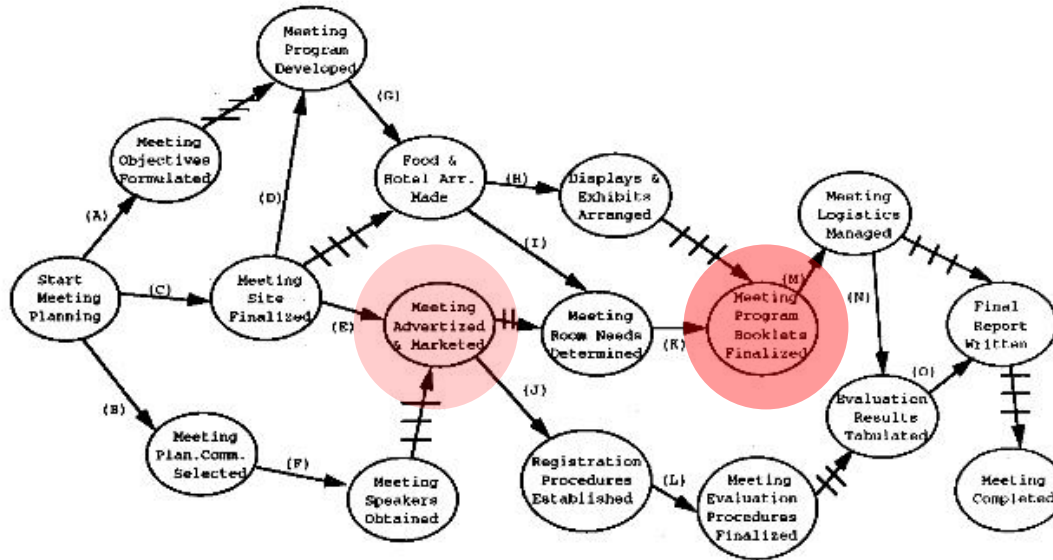 Meeting
Program
Developed
(G)
Meeting
Objectives
Formulated
(A)
(D)
Food &
Hotel Arr.
Made
(H)
Displays &
Exhibits
Arranged
Meeting
Logistics
Managed
(I)
Start
Meeting
Planning
(C)
Meeting
Site
Finalized
(E)
Meeting
Advertized
& Marketed
Meeting
Room Needs
Determined
(K)
(M)
Meeting
Program
Booklets
Finalized
(N)
Final
Report
Written
(O)
(B)
Meeting
Plan.Comm.
Selected
(F)
Meeting
Speakers
Obtained
(J)
Registration
Procedures
Established
(L)
Meeting
Evaluation
Procedures
Finalized
Evaluation
Results
Tabulated
Meeting
Completed